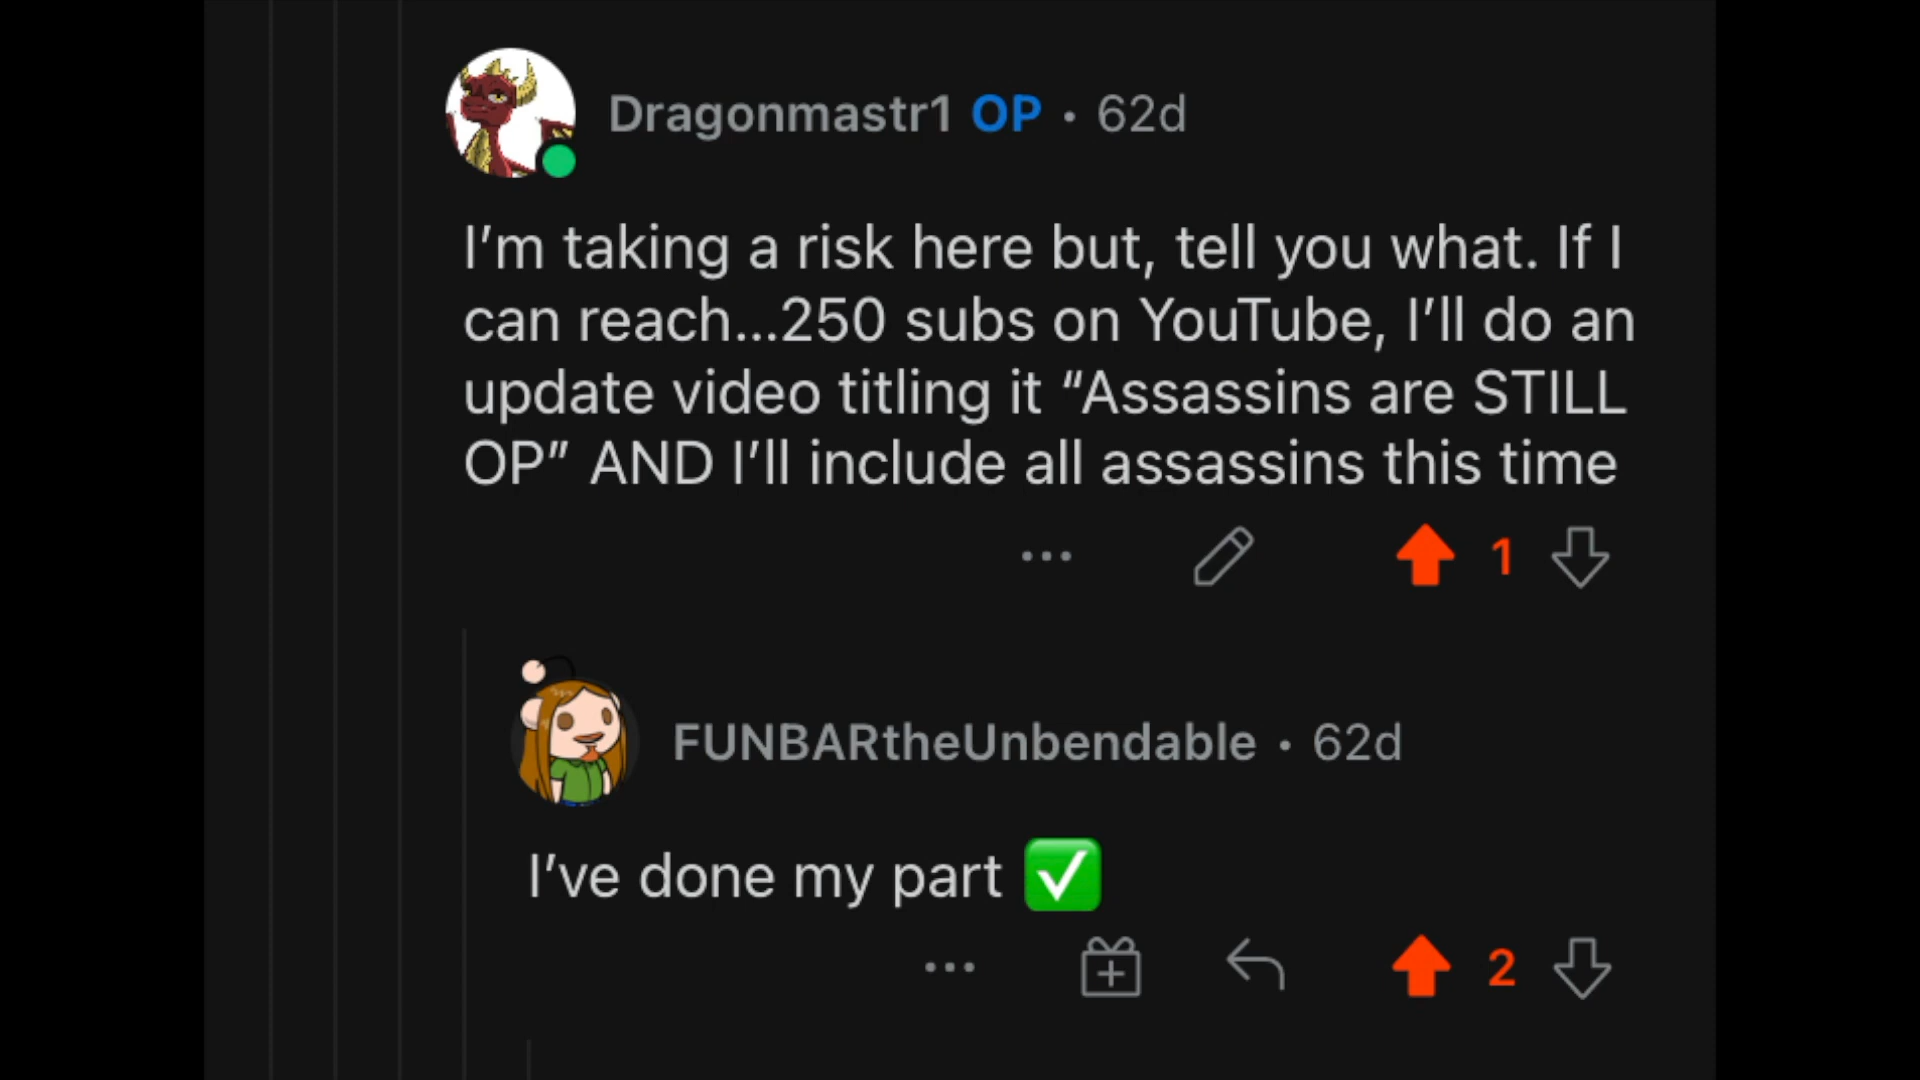 Dragonmastr1 OP • 62d
I’m taking a risk here but, tell you what. If I
can reach...250 subs on YouTube, I’ll do an
update video titling it “Assassins are STILL
OP” AND I’ll include all assassins this time
1
FUNBARtheUnbendable • 62d
I’ve done my part ✅
2